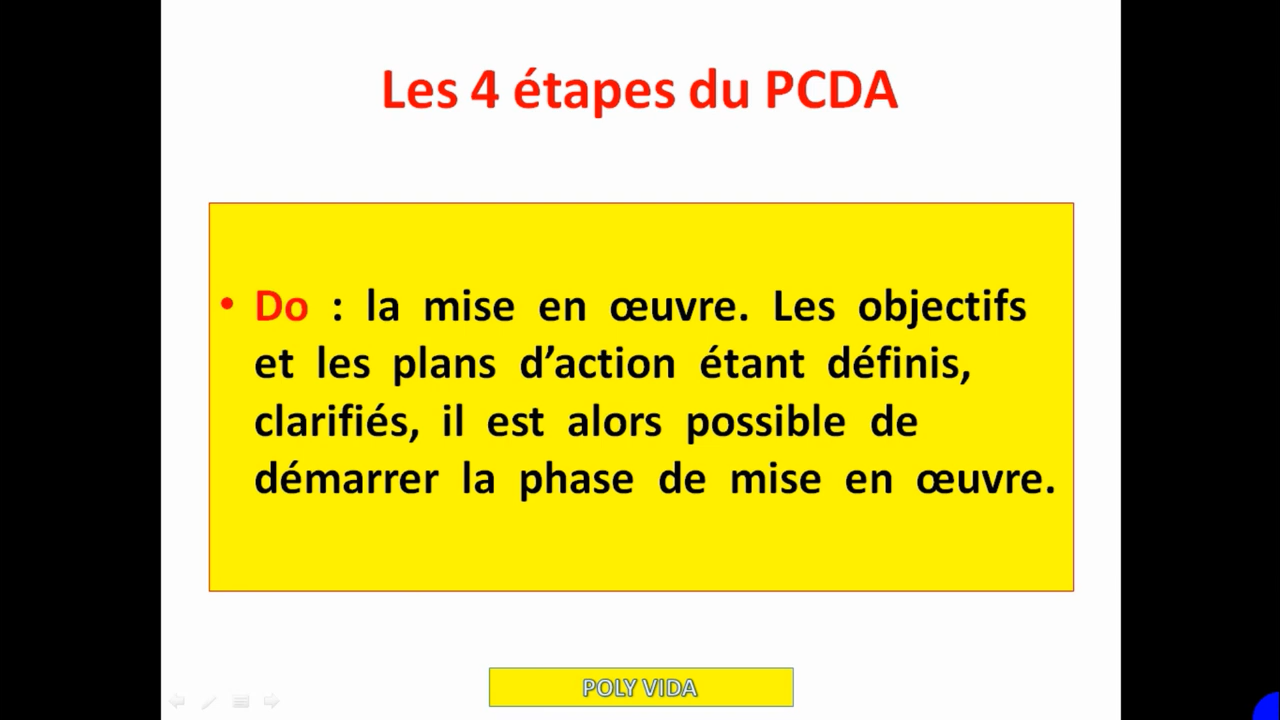 Les 4 étapes du PCDA
• Do : la mise en œuvre. Les objectifs
et les plans d’action étant définis,
clarifiés, il est alors possible de
démarrer la phase de mise en œuvre.
POLY VIDA